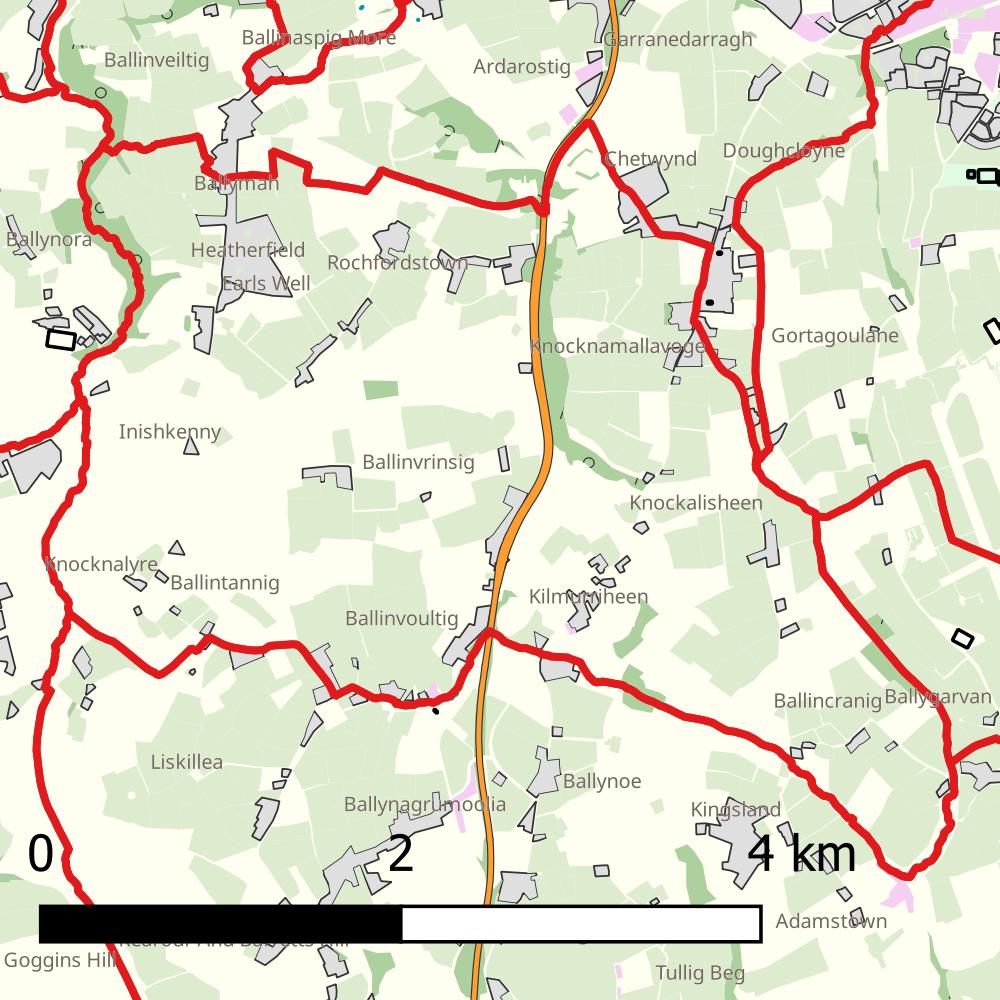 Ballinaspig More
Garranedarragh
Ballinveiltig
Ardarostig
Chetwynd
Doughcloyne
Ballymah
Ballynora
Heatherfield
Rochfordstown
Earls Well
Gortagoulane
Knocknamallavoge
Inishkenny
Ballinvrinsig
Knockalisheen
Knocknalyre
Ballintannig
Kilmurriheen
Ballinvoultig
Ballincranig
Ballygarvan
Liskillea
Ballynoe
Ballynagrumoolia
Kingsland
0 2 4 km
Adamstown
Goggins Hill
Tullig Beg